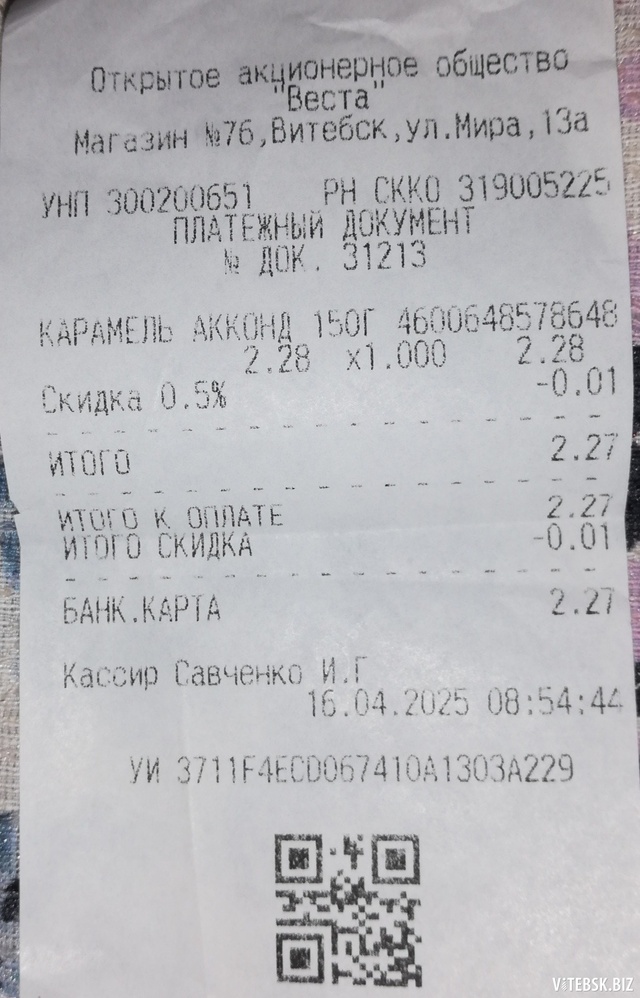 Открытое акционерное общество
"Веста"
Магазин №76,Витебск,ул.Мира,13а
УНП 300200651 РН СККО 319005225
ПЛАТЕЖНЫЙ ДОКУМЕНТ
№ ДОК. 31213
КАРАМЕЛЬ АККОНД 150Г 4600648578648
2.28 x1.000 2.28
Скидка 0.5% -0.01
ИТОГО 2.27
ИТОГО К ОПЛАТЕ 2.27
ИТОГО СКИДКА -0.01
БАНК.КАРТА 2.27
Кассир Савченко И.Г
16.04.2025 08:54:44
УИ 3711F4ECD067410A1303A229
VITEBSK.BIZ